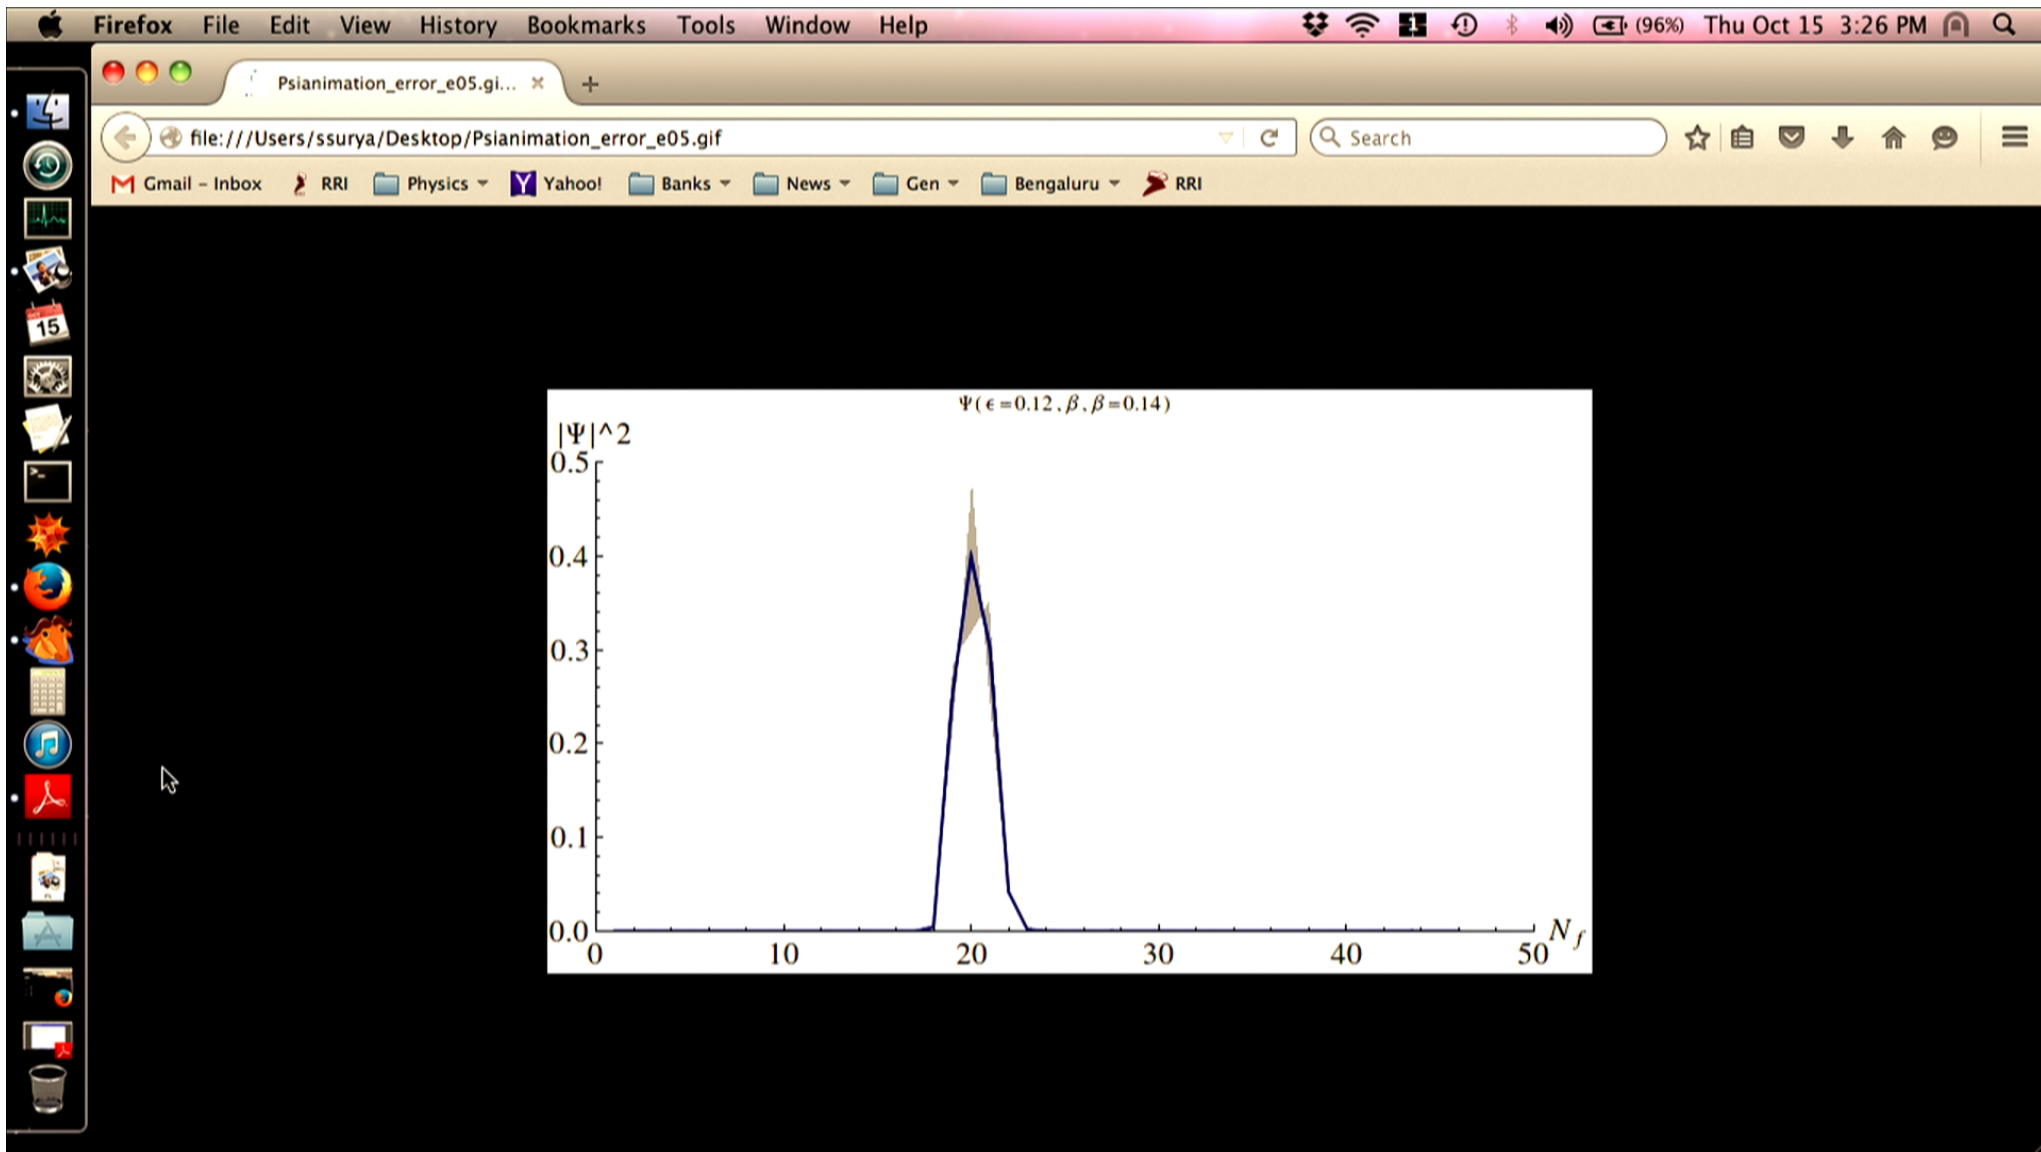 Firefox File Edit View History Bookmarks Tools Window Help 1 (96%) Thu Oct 15 3:26 PM
Psianimation_error_e05.gi...
file:///Users/ssurya/Desktop/Psianimation_error_e05.gif Search
Gmail – Inbox RRI Physics Yahoo! Banks News Gen Bengaluru RRI
15
Ψ(ϵ=0.12,β,β=0.14)
|Ψ|^2
0.5
0.4
0.3
0.2
0.1
0.0
0 10 20 30 40 50 N_f